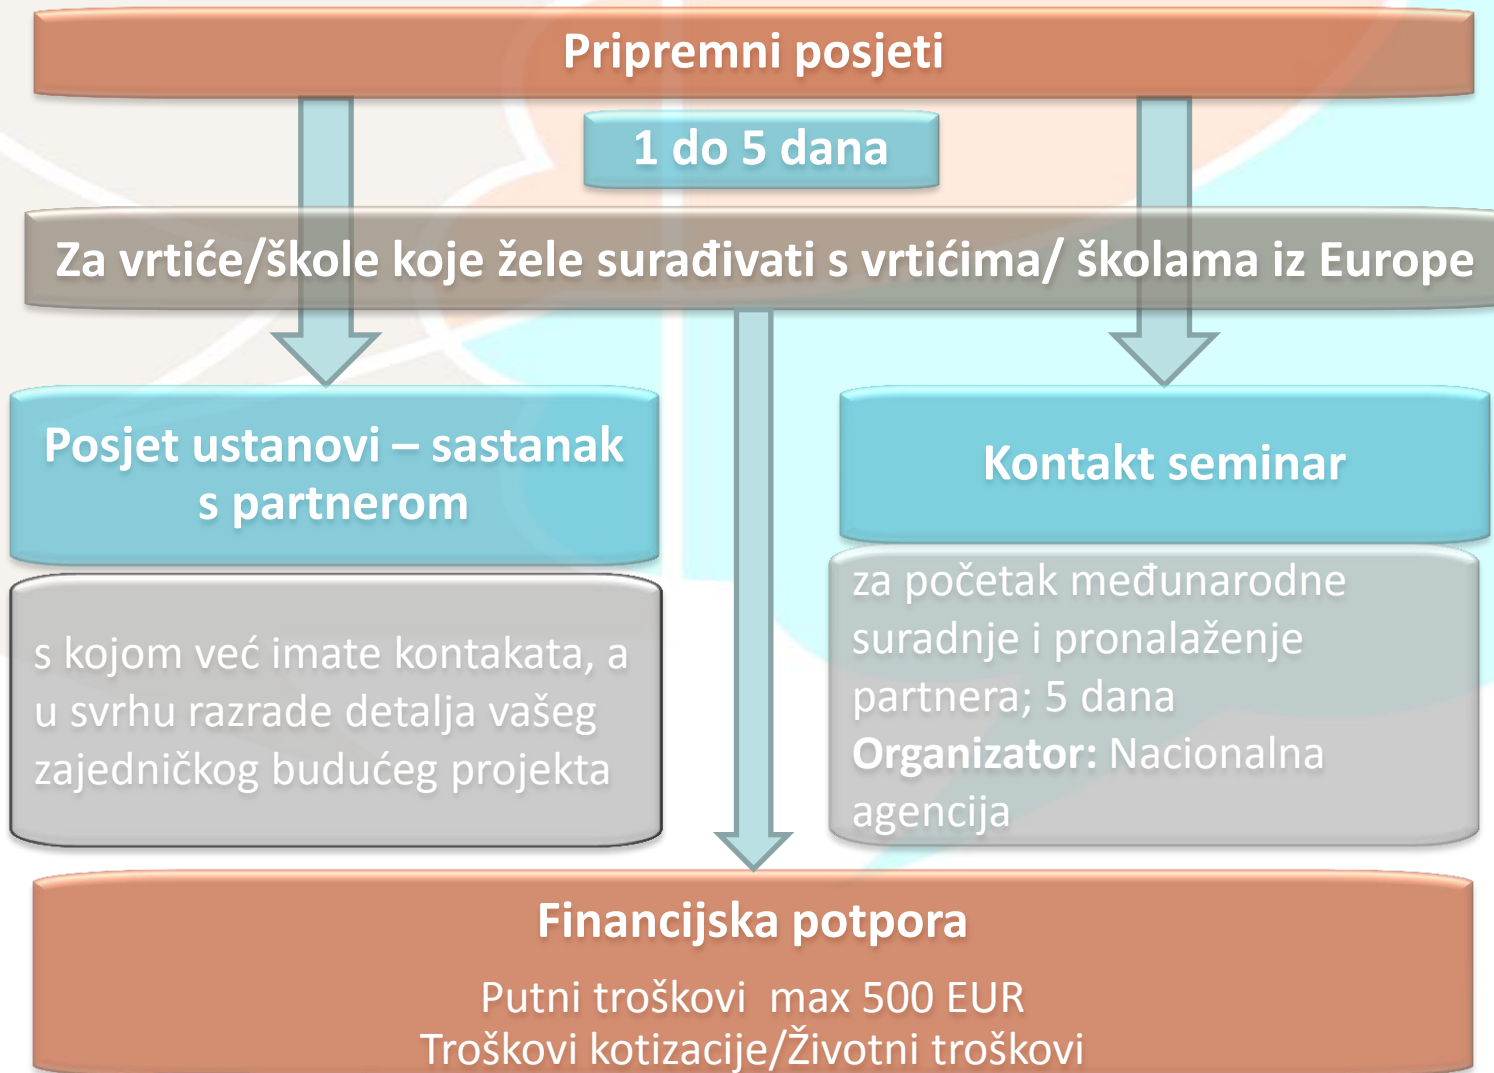 Pripremni posjeti
1 do 5 dana
Za vrtiće/škole koje žele surađivati s vrtićima/ školama iz Europe
Posjet ustanovi – sastanak
s partnerom
s kojom već imate kontakata, a
u svrhu razrade detalja vašeg
zajedničkog budućeg projekta
Kontakt seminar
za početak međunarodne
suradnje i pronalaženje
partnera; 5 dana
Organizator: Nacionalna
agencija
Financijska potpora
Putni troškovi  max 500 EUR
Troškovi kotizacije/Životni troškovi